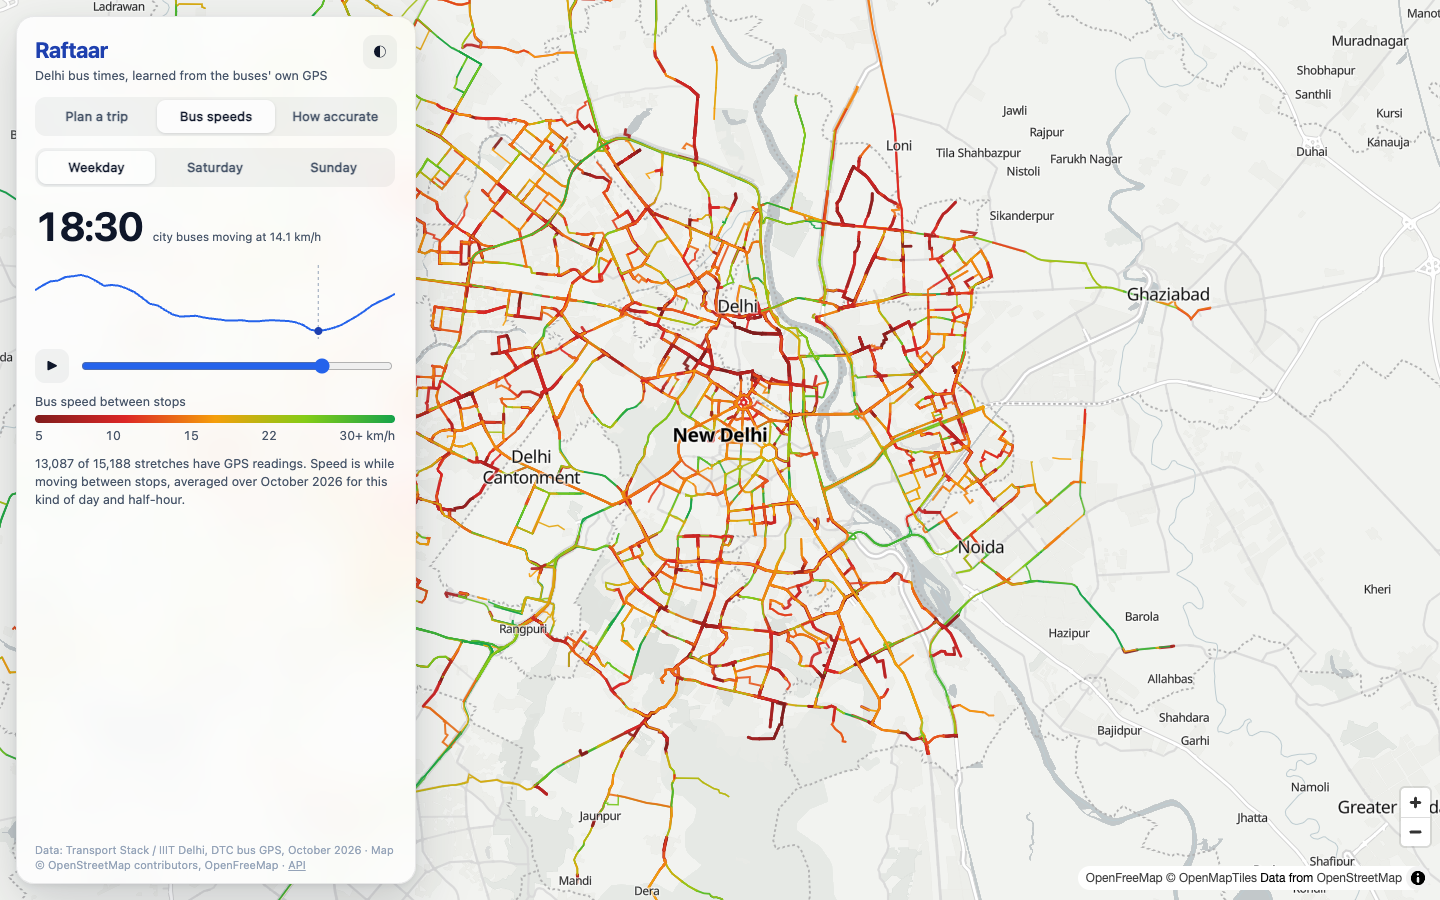 Raftaar
Delhi bus times, learned from the buses' own GPS
Plan a trip
Bus speeds
How accurate
Weekday
Saturday
Sunday
18:30 city buses moving at 14.1 km/h
Bus speed between stops
5 10 15 22 30+ km/h
13,087 of 15,188 stretches have GPS readings. Speed is while
moving between stops, averaged over October 2026 for this
kind of day and half-hour.
Data: Transport Stack / IIIT Delhi, DTC bus GPS, October 2026 · Map
© OpenStreetMap contributors, OpenFreeMap · API
Ladrawan
Muradnagar
Shobhapur
Santhli
Kursi
Kanauja
Duhai
Jawli
Rajpur
Loni
Tila Shahbazpur
Farukh Nagar
Nistoli
Sikanderpur
Ghaziabad
Delhi
New Delhi
Delhi
Cantonment
Noida
Kheri
Barola
Hazipur
Rangpuri
Allahbas
Shahdara
Bajidpur
Garhi
Namoli
Greater
Jhatta
Jaunpur
Shafipur
Mandi
Dera
+
−
OpenFreeMap © OpenMapTiles Data from OpenStreetMap